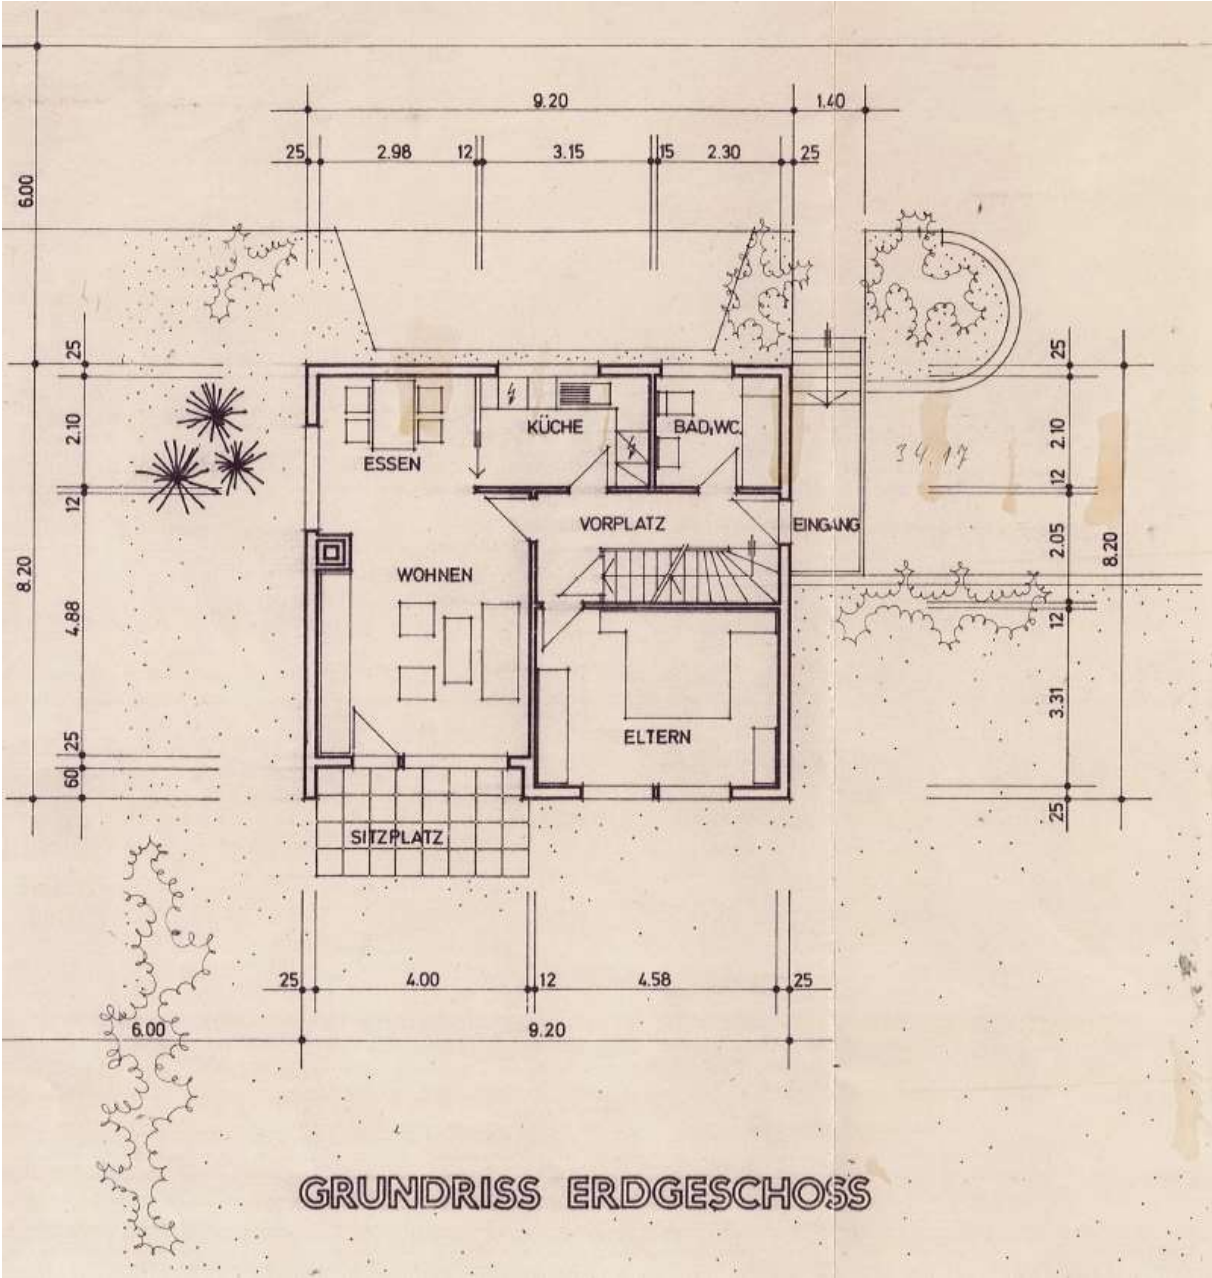 9.20 1.40
25 2.98 12 3.15 15 2.30 25
6.00
25
25
2.10
2.10
KÜCHE
BAD,WC.
ESSEN
34.17
12
12
VORPLATZ
EINGANG
2.05
8.20
8.20
WOHNEN
4.88
12
3.31
ELTERN
25
60
25
SITZPLATZ
25 4.00 12 4.58 25
6.00 9.20
GRUNDRISS ERDGESCHOSS